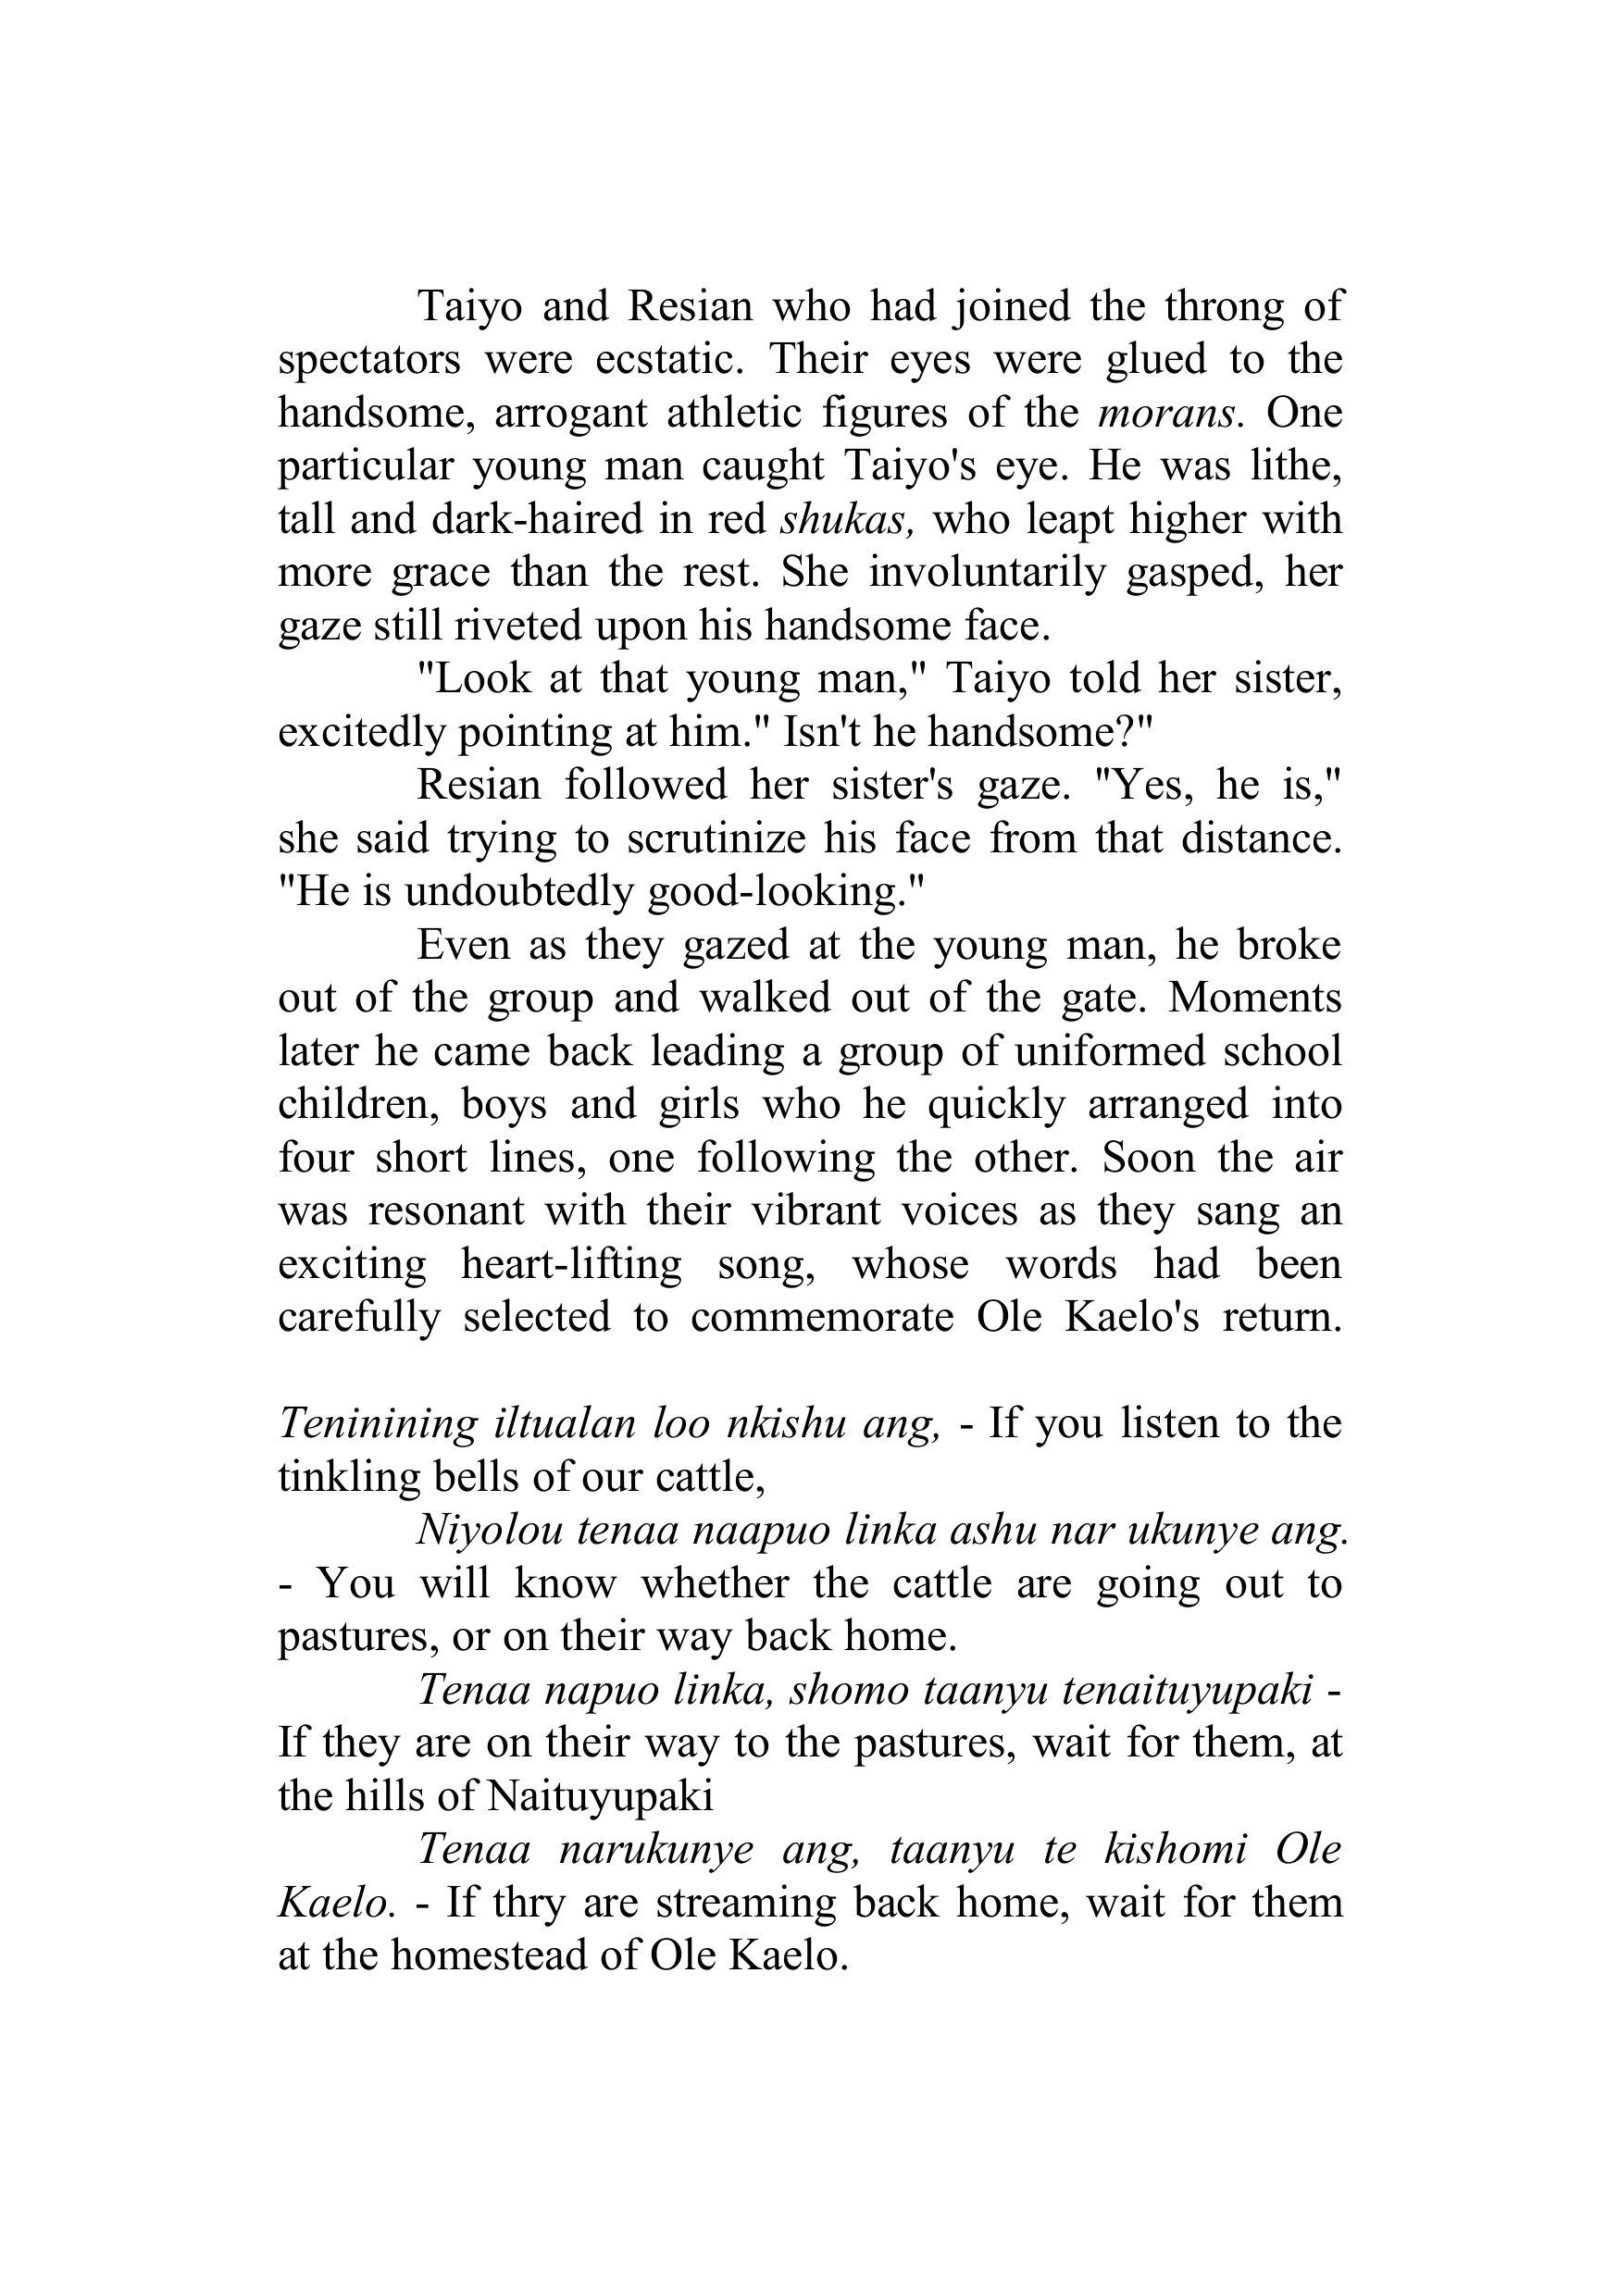 Taiyo and Resian who had joined the throng of
spectators were ecstatic. Their eyes were glued to the
handsome, arrogant athletic figures of the morans. One
particular young man caught Taiyo's eye. He was lithe,
tall and dark-haired in red shukas, who leapt higher with
more grace than the rest. She involuntarily gasped, her
gaze still riveted upon his handsome face.
"Look at that young man," Taiyo told her sister,
excitedly pointing at him." Isn't he handsome?"
Resian followed her sister's gaze. "Yes, he is,"
she said trying to scrutinize his face from that distance.
"He is undoubtedly good-looking."
Even as they gazed at the young man, he broke
out of the group and walked out of the gate. Moments
later he came back leading a group of uniformed school
children, boys and girls who he quickly arranged into
four short lines, one following the other. Soon the air
was resonant with their vibrant voices as they sang an
exciting heart-lifting song, whose words had been
carefully selected to commemorate Ole Kaelo's return.
Teninining iltualan loo nkishu ang, - If you listen to the
tinkling bells of our cattle,
Niyolou tenaa naapuo linka ashu nar ukunye ang.
- You will know whether the cattle are going out to
pastures, or on their way back home.
Tenaa napuo linka, shomo taanyu tenaituyupaki -
If they are on their way to the pastures, wait for them, at
the hills of Naituyupaki
Tenaa narukunye ang, taanyu te kishomi Ole
Kaelo. - If thry are streaming back home, wait for them
at the homestead of Ole Kaelo.